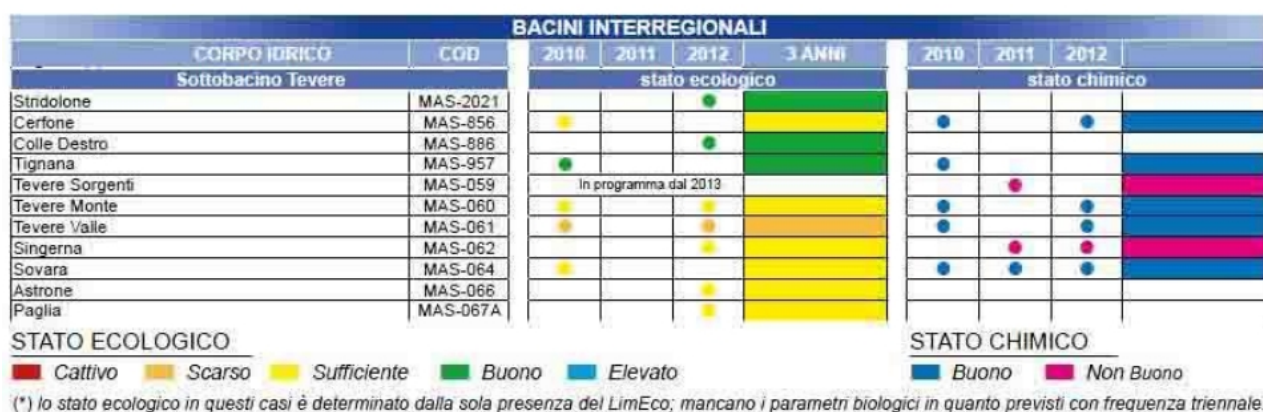 BACINI INTERREGIONALI
CORPO IDRICO COD 2010 2011 2012 3 ANNI 2010 2011 2012
Sottobacino Tevere stato ecologico stato chimico
Stridolone MAS-2021
Cerfone MAS-856
Colle Destro MAS-886
Tignana MAS-957
Tevere Sorgenti MAS-059 In programma dal 2013
Tevere Monte MAS-060
Tevere Valle MAS-061
Singerna MAS-062
Sovara MAS-064
Astrone MAS-066
Paglia MAS-067A
STATO ECOLOGICO STATO CHIMICO
Cattivo Scarso Sufficiente Buono Elevato Buono Non Buono
(*) lo stato ecologico in questi casi è determinato dalla sola presenza del LimEco; mancano i parametri biologici in quanto previsti con frequenza triennale